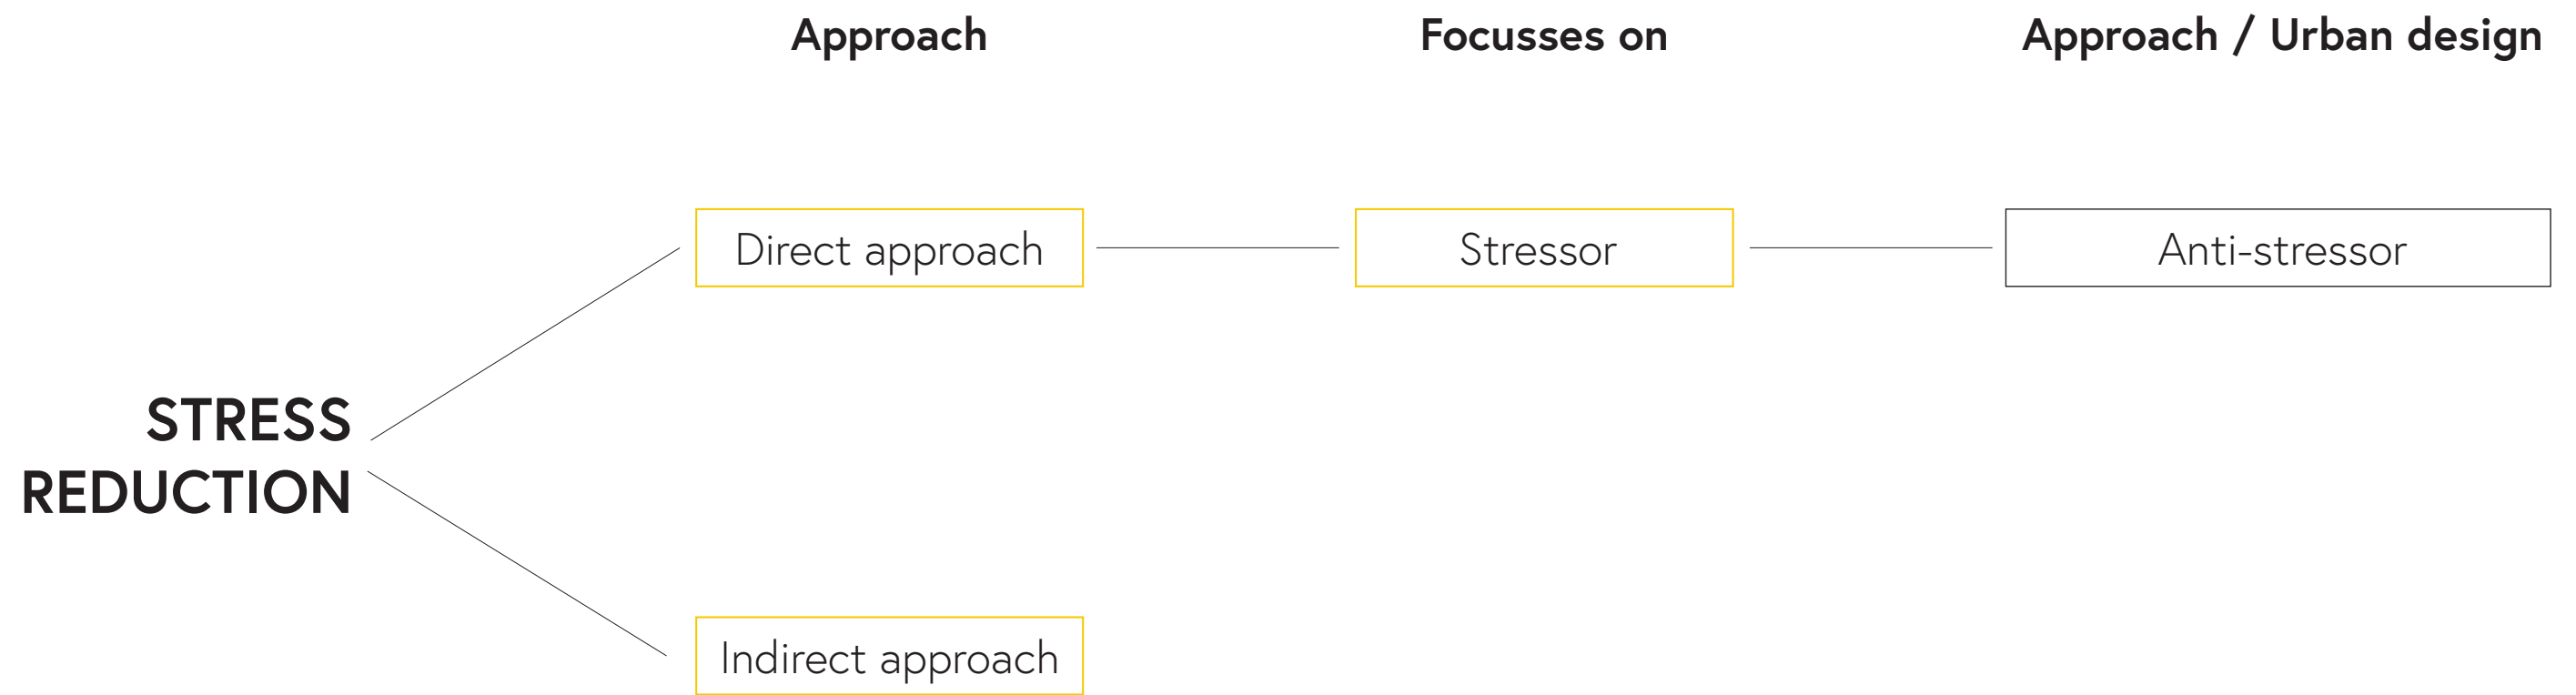 Approach
Focusses on
Approach / Urban design
Direct approach
Stressor
Anti-stressor
STRESS
REDUCTION
Indirect approach